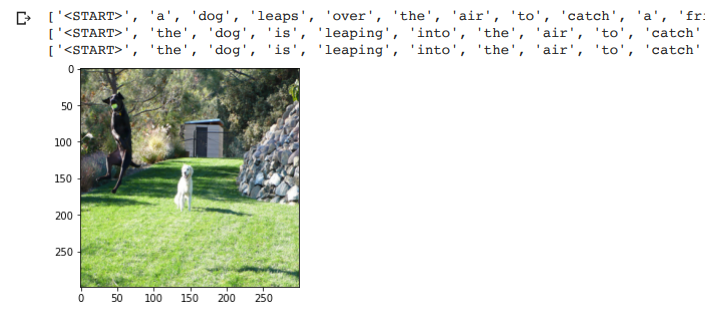 ['<START>', 'a', 'dog', 'leaps', 'over', 'the', 'air', 'to', 'catch', 'a',
['<START>', 'the', 'dog', 'is', 'leaping', 'into', 'the', 'air', 'to', 'catch'
['<START>', 'the', 'dog', 'is', 'leaping', 'into', 'the', 'air', 'to', 'catch'
0
50
100
150
200
250
0 50 100 150 200 250